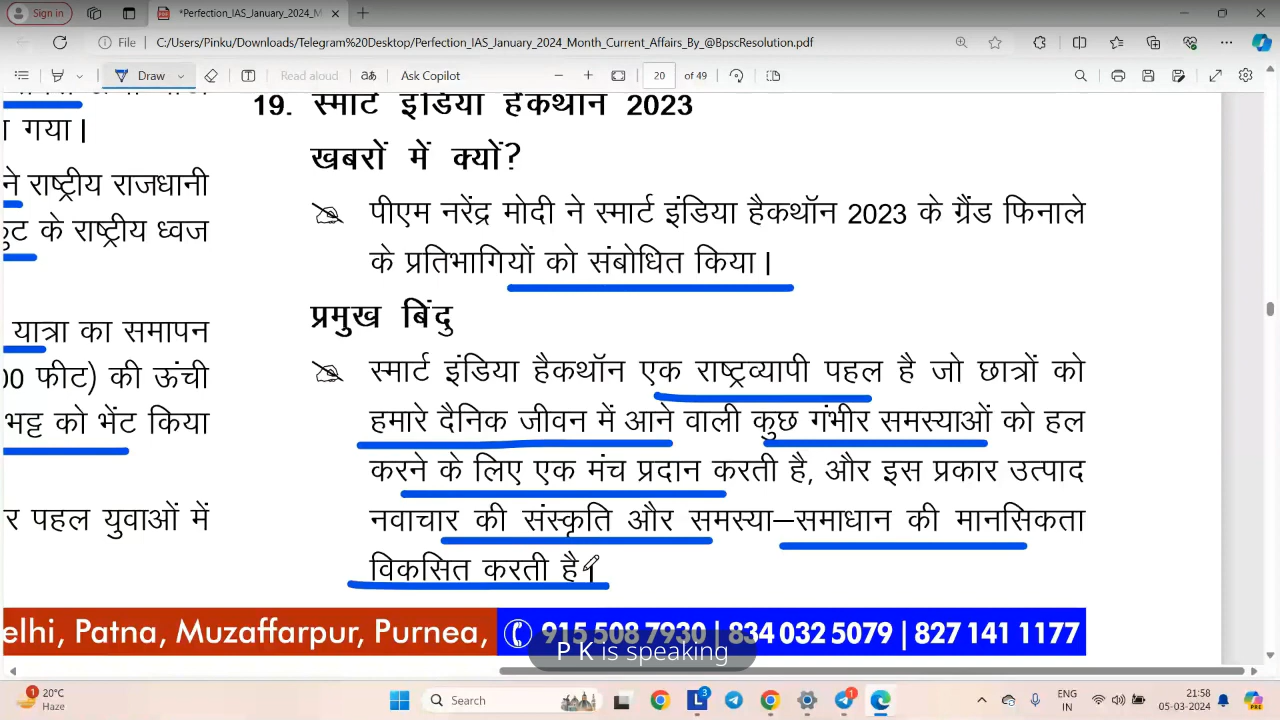 Sign in
*Perfection_IAS_January_2024_M
File
C:/Users/Pinku/Downloads/Telegram%20Desktop/Perfection_IAS_January_2024_Month_Current_Affairs_By_@BpscResolution.pdf
Draw
Read aloud
Ask Copilot
20
of 49
ा गया।
ने राष्ट्रीय राजधानी
के राष्ट्रीय ध्वज
यात्रा का समापन
00 फीट) की ऊंची
भट्ट को भेंट किया
र पहल युवाओं में
19. स्मार्ट इंडिया हैकथॉन 2023
खबरों में क्यों?
पीएम नरेंद्र मोदी ने स्मार्ट इंडिया हैकथॉन 2023 के ग्रैंड फिनाले
के प्रतिभागियों को संबोधित किया।
प्रमुख बिंदु
स्मार्ट इंडिया हैकथॉन एक राष्ट्रव्यापी पहल है जो छात्रों को
हमारे दैनिक जीवन में आने वाली कुछ गंभीर समस्याओं को हल
करने के लिए एक मंच प्रदान करती है, और इस प्रकार उत्पाद
नवाचार की संस्कृति और समस्या–समाधान की मानसिकता
विकसित करती है।
elhi, Patna, Muzaffarpur, Purnea,
915 508 7930 | 834 032 5079 | 827 141 1177
P K is speaking
1
20°C
Haze
Search
3
1
ENG
IN
21:58
05-03-2024